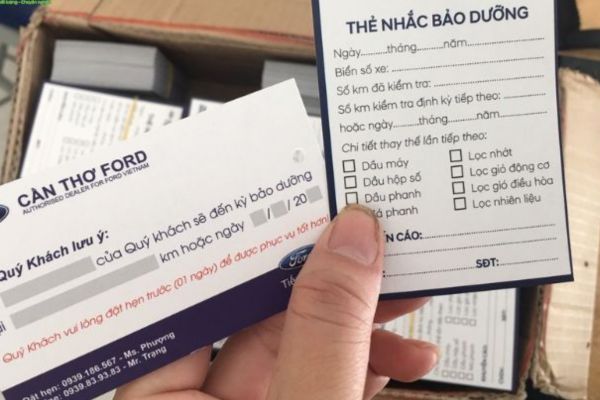 THẺ NHẮC BẢO DƯỠNG
Ngày..........tháng..........năm..........
Biển số xe:
Số km đã kiểm tra:
Số km kiểm tra định kỳ tiếp theo:
hoặc ngày..........tháng..........năm..........
Chi tiết thay thế lần tiếp theo:
Dầu máy
Lọc nhớt
Dầu hộp số
Lọc gió động cơ
Dầu phanh
Lọc gió điều hòa
phanh
Lọc nhiên liệu
CÁO:
SĐT:
CẦN THƠ FORD
AUTHORISED DEALER FOR FORD VIETNAM
Quý Khách lưu ý:
của Quý khách sẽ đến kỳ bảo dưỡng
km hoặc ngày / / 20
Quý Khách vui lòng đặt hẹn trước (01 ngày) để được phục vụ tốt hơn!
Ford
Đặt hẹn: 0939.186.567 - Ms. Phượng
0939.83.93.83 - Mr. Trạng